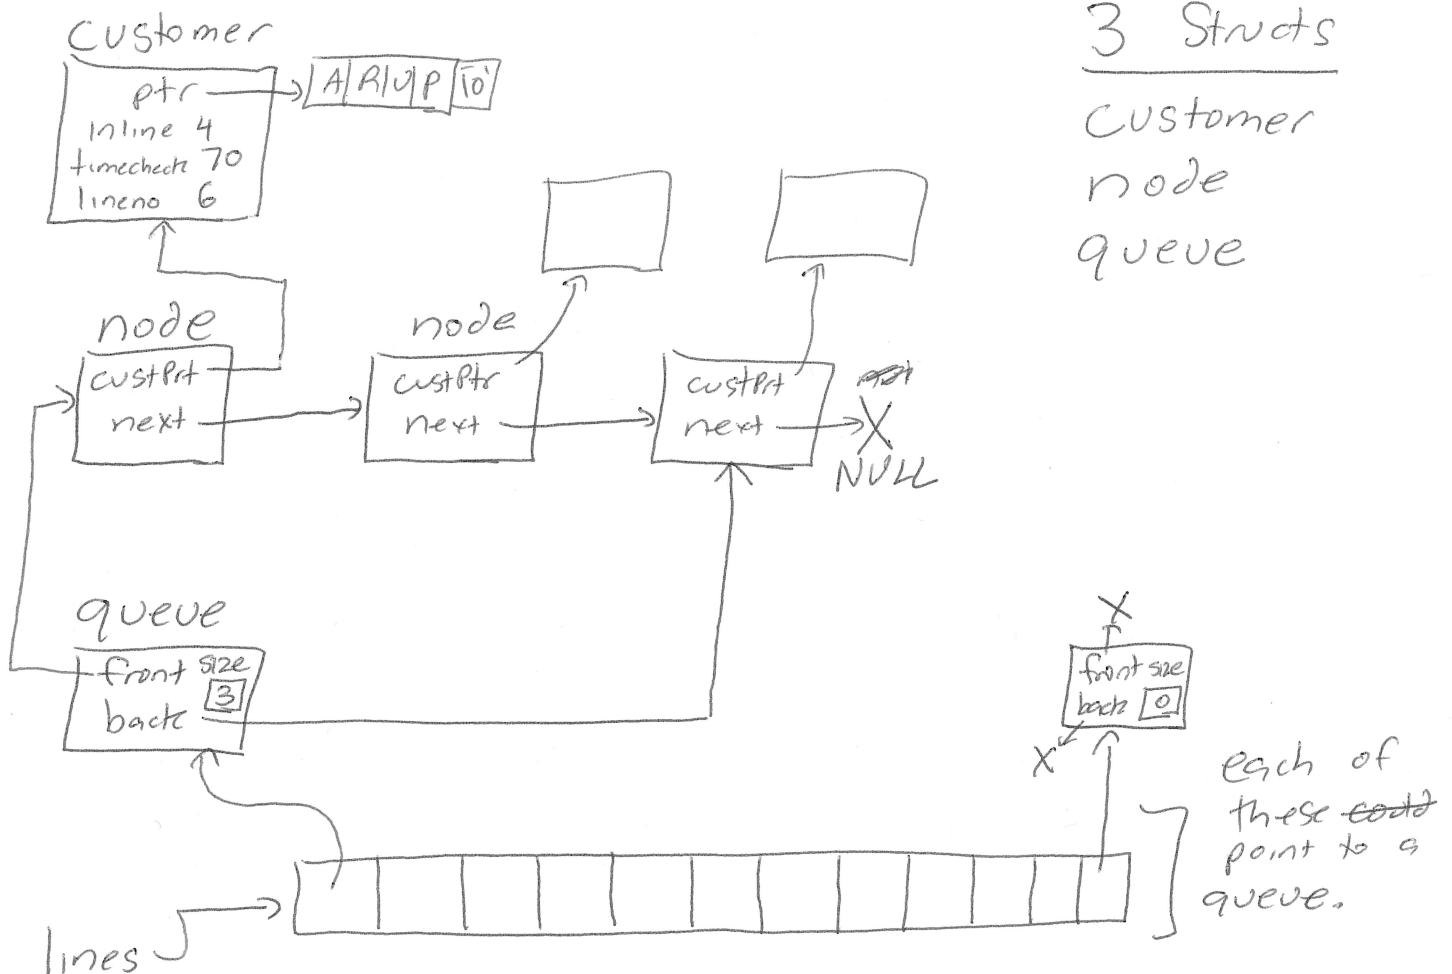 customer
3 Structs
ptr
A R U P \0
inline 4
timecheck 70
lineno 6
customer
node
queue
node
node
custPrt
next
custPtr
next
custPrt
next
NULL
queue
front size
3
back
front size
back 0
each of
these could
point to a
queue.
lines